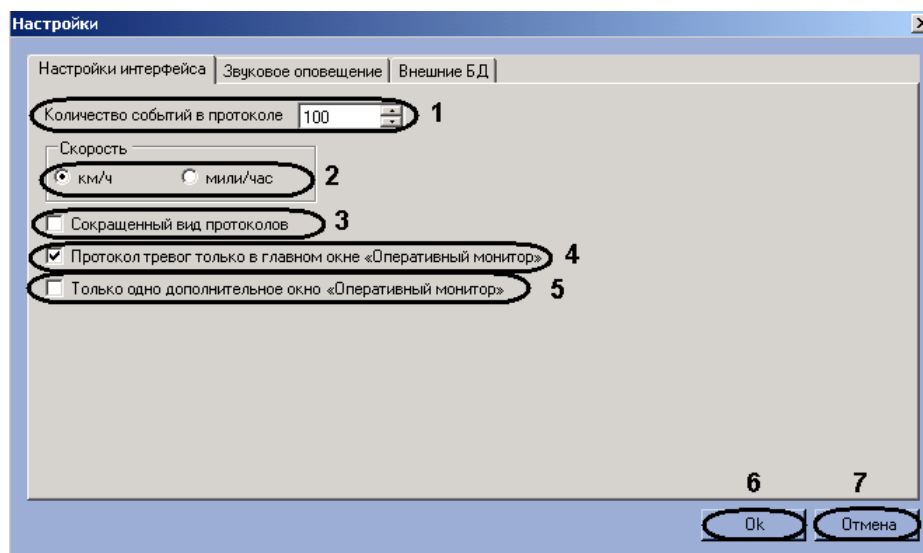 Настройки
Настройки интерфейса Звуковое оповещение Внешние БД
Количество событий в протоколе 100 1
Скорость
км/ч мили/час 2
Сокращенный вид протоколов 3
Протокол тревог только в главном окне «Оперативный монитор» 4
Только одно дополнительное окно «Оперативный монитор» 5
6 7
Ok Отмена